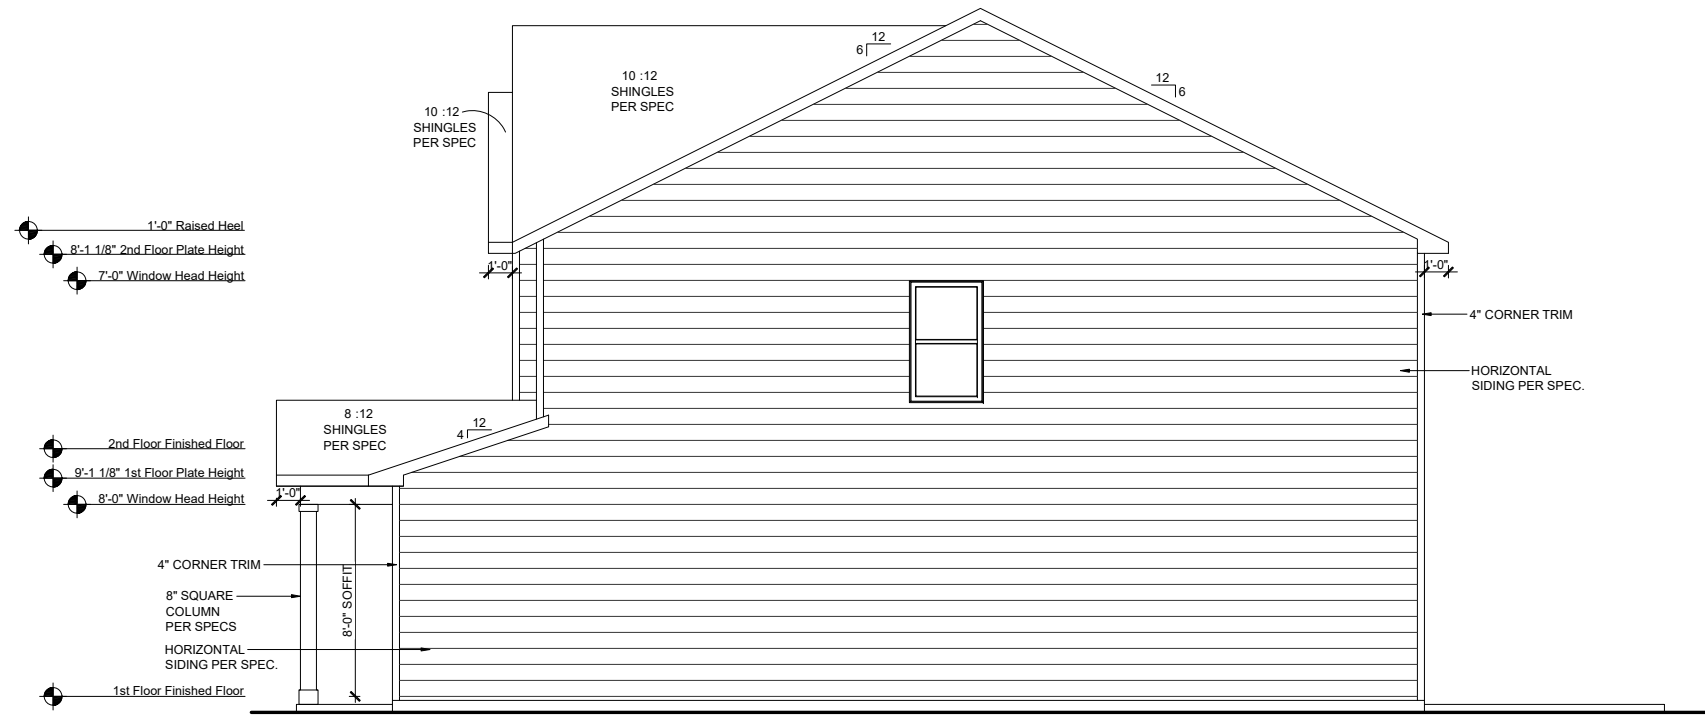 12
6
12
6
10 :12
SHINGLES
PER SPEC
10 :12
SHINGLES
PER SPEC
1'-0" Raised Heel
8'-1 1/8" 2nd Floor Plate Height
7'-0" Window Head Height
1'-0"
1'-0"
4" CORNER TRIM
HORIZONTAL
SIDING PER SPEC.
8 :12
SHINGLES
PER SPEC
12
4
2nd Floor Finished Floor
9'-1 1/8" 1st Floor Plate Height
8'-0" Window Head Height
1'-0"
4" CORNER TRIM
8" SQUARE
COLUMN
PER SPECS
8'-0" SOFFIT
HORIZONTAL
SIDING PER SPEC.
1st Floor Finished Floor